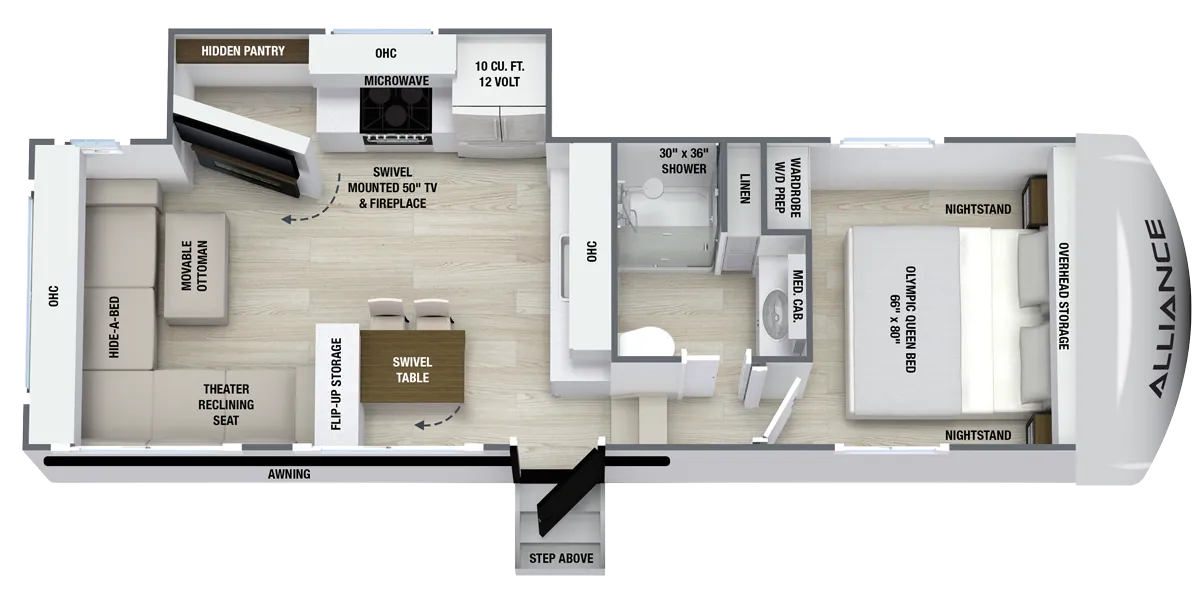 HIDDEN PANTRY
OHC
MICROWAVE
10 CU. FT.
12 VOLT
SWIVEL
MOUNTED 50" TV
& FIREPLACE
30" x 36"
SHOWER
LINEN
WARDROBE
W/D PREP
NIGHTSTAND
OHC
HIDE-A-BED
MOVABLE
OTTOMAN
OHC
MED. CAB.
OLYMPIC QUEEN BED
66" x 80"
OVERHEAD STORAGE
ALLIANCE
THEATER
RECLINING
SEAT
FLIP-UP STORAGE
SWIVEL
TABLE
NIGHTSTAND
AWNING
STEP ABOVE